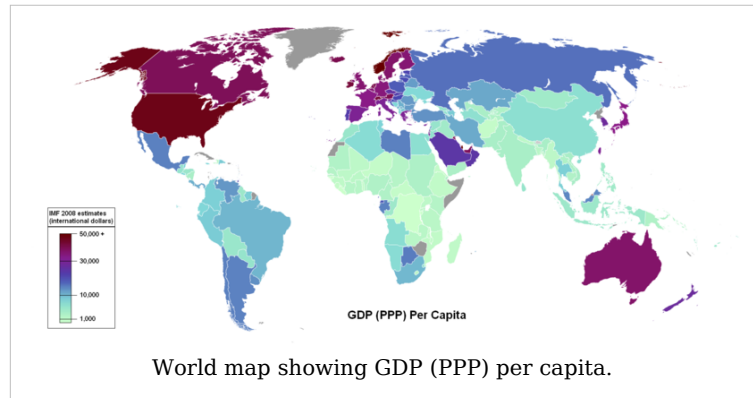 IMF 2008 estimates
(international dollars)
50,000 +
30,000
10,000
1,000
GDP (PPP) Per Capita
World map showing GDP (PPP) per capita.